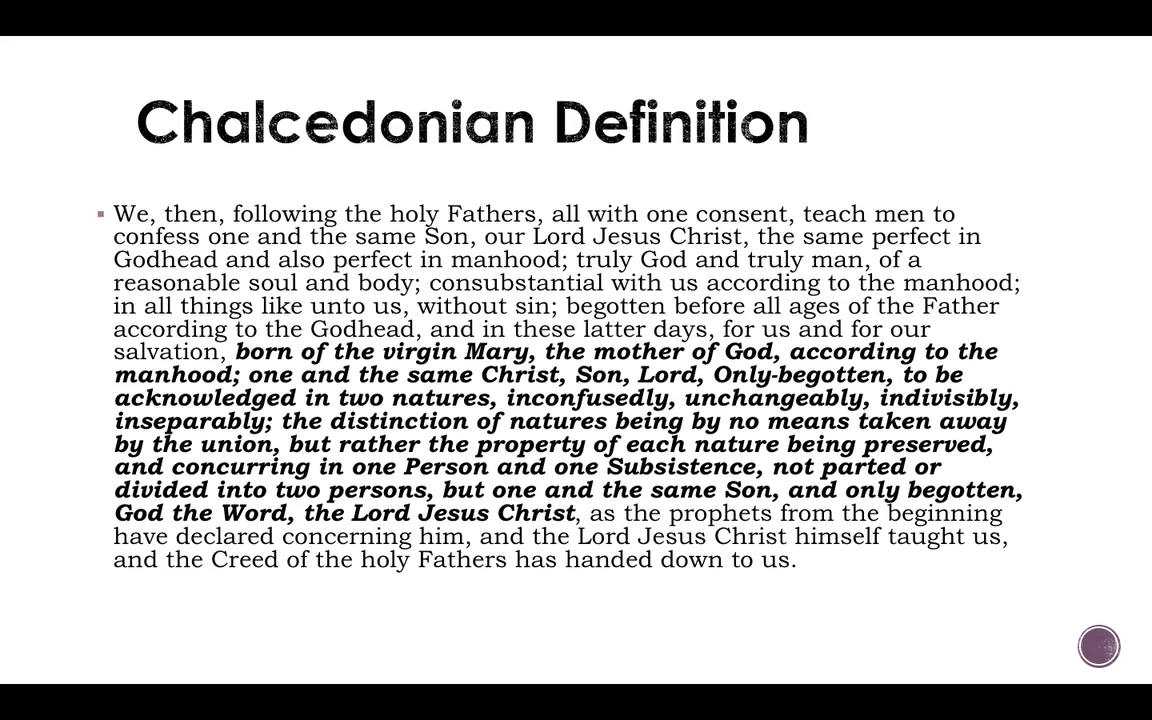 Chalcedonian Definition
We, then, following the holy Fathers, all with one consent, teach men to
confess one and the same Son, our Lord Jesus Christ, the same perfect in
Godhead and also perfect in manhood; truly God and truly man, of a
reasonable soul and body; consubstantial with us according to the manhood;
in all things like unto us, without sin; begotten before all ages of the Father
according to the Godhead, and in these latter days, for us and for our
salvation, born of the virgin Mary, the mother of God, according to the
manhood; one and the same Christ, Son, Lord, Only-begotten, to be
acknowledged in two natures, inconfusedly, unchangeably, indivisibly,
inseparably; the distinction of natures being by no means taken away
by the union, but rather the property of each nature being preserved,
and concurring in one Person and one Subsistence, not parted or
divided into two persons, but one and the same Son, and only begotten,
God the Word, the Lord Jesus Christ, as the prophets from the beginning
have declared concerning him, and the Lord Jesus Christ himself taught us,
and the Creed of the holy Fathers has handed down to us.